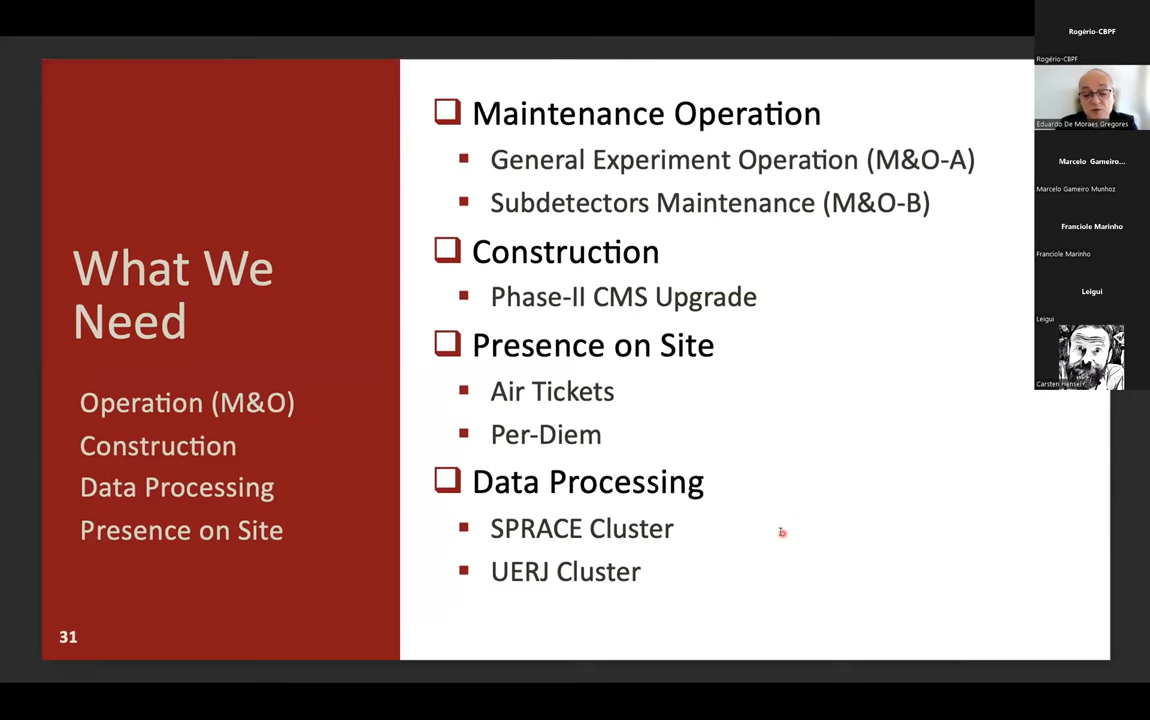 What We
Need
Operation (M&O)
Construction
Data Processing
Presence on Site
31
Maintenance Operation
General Experiment Operation (M&O-A)
Subdetectors Maintenance (M&O-B)
Construction
Phase-II CMS Upgrade
Presence on Site
Air Tickets
Per-Diem
Data Processing
SPRACE Cluster
UERJ Cluster
Rogério-CBPF
Rogério-CBPF
Eduardo De Moraes Gregores
Marcelo Gameiro...
Marcelo Gameiro Munhoz
Franciole Marinho
Franciole Marinho
Leigui
Leigui
Carsten Hensel